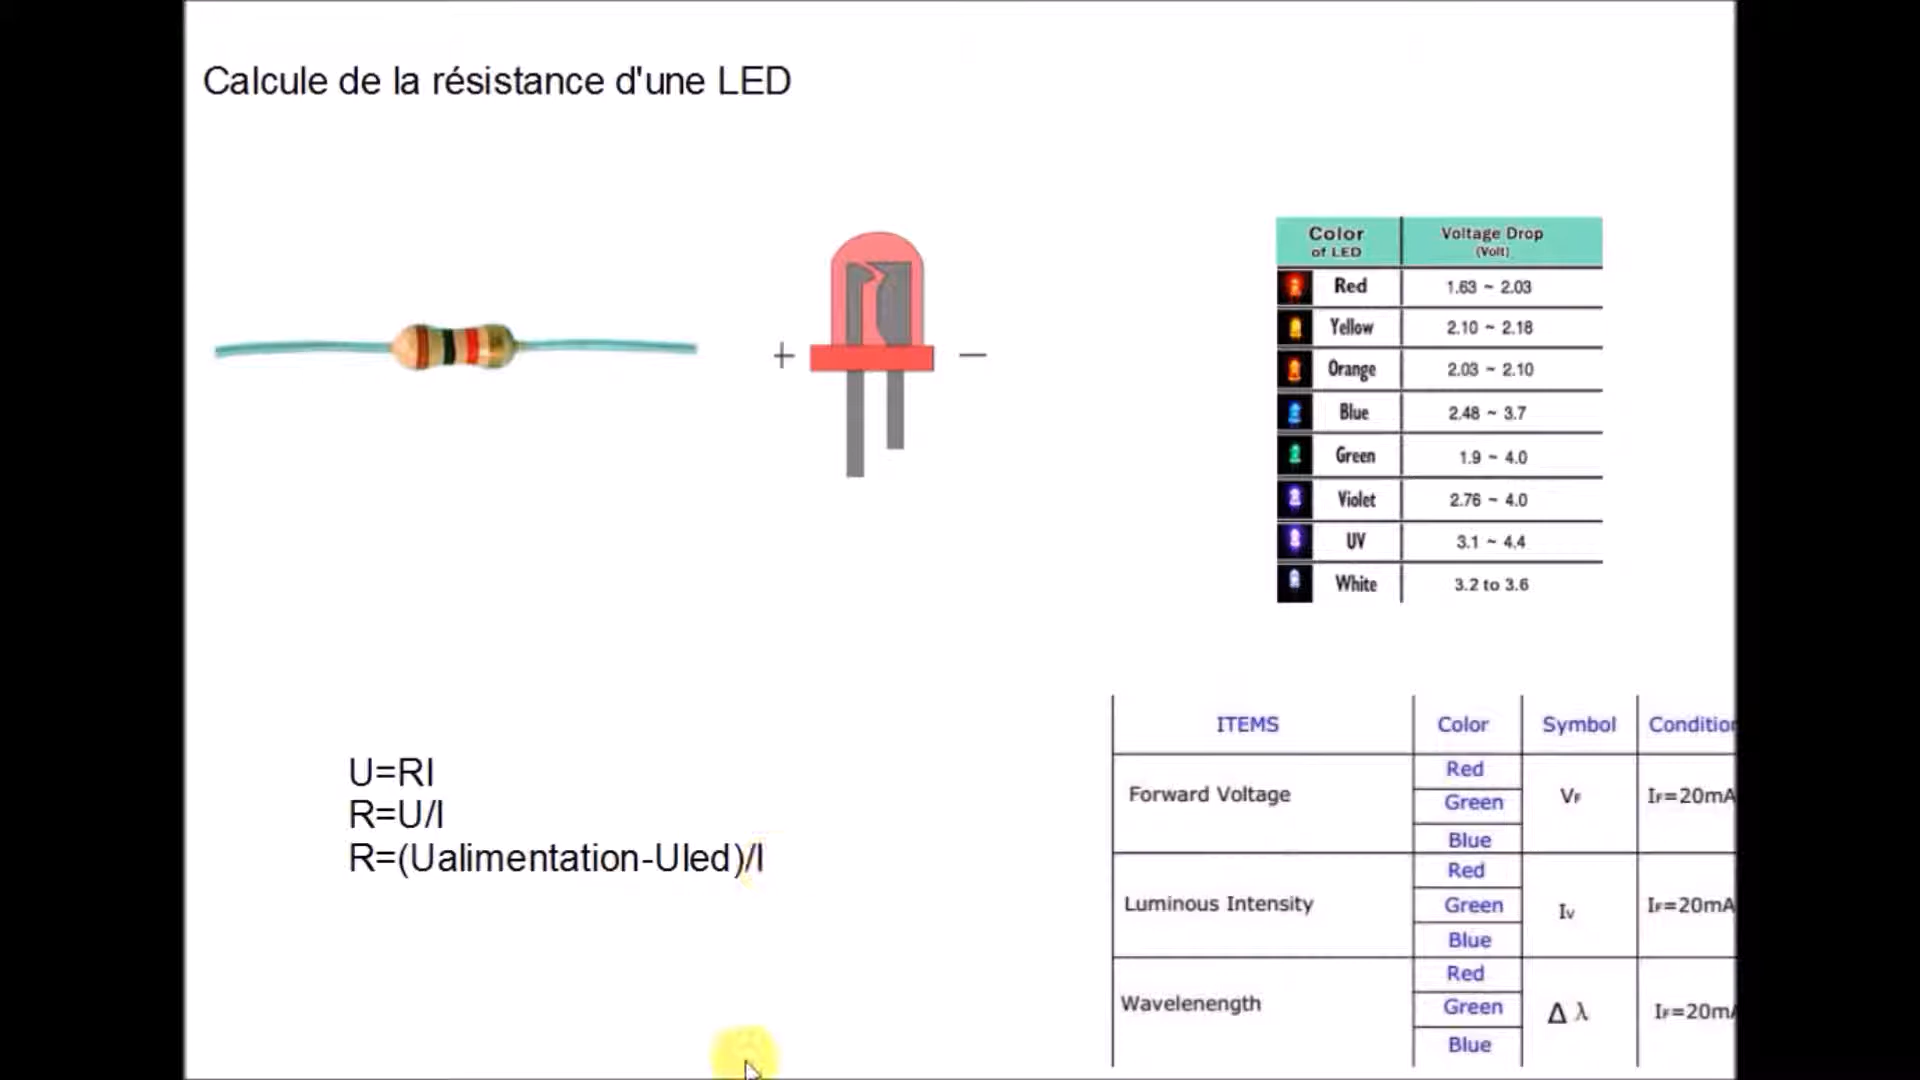 Calcule de la résistance d'une LED
+
—
Color
of LED
Voltage Drop
(Volt)
Red 1.63 ~ 2.03
Yellow 2.10 ~ 2.18
Orange 2.03 ~ 2.10
Blue 2.48 ~ 3.7
Green 1.9 ~ 4.0
Violet 2.76 ~ 4.0
UV 3.1 ~ 4.4
White 3.2 to 3.6
U=RI
R=U/I
R=(Ualimentation-Uled)/I
ITEMS Color Symbol Condition
Forward Voltage
Red
Green
Blue
VF
IF=20mA
Luminous Intensity
Red
Green
Blue
Iv
IF=20mA
Wavelenength
Red
Green
Blue
Δ λ
IF=20mA